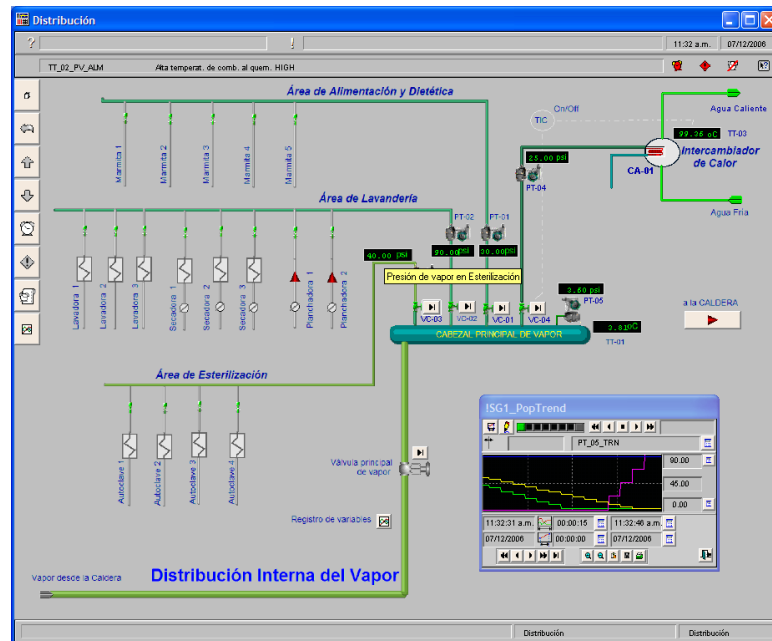 Distribución
?
!
11:32 a.m.
07/12/2006
TT_02_PV_ALM
Alta temperat. de comb. al quem. HIGH
Área de Alimentación y Dietética
On/Off
TIC
Agua Caliente
99.26 oC
TT-03
Intercambiador
de Calor
CA-01
25.00 psi
PT-04
Agua Fría
Marmita 1
Marmita 2
Marmita 3
Marmita 4
Marmita 5
Área de Lavandería
PT-02
PT-01
40.00 psi
90.00 psi
30.00 psi
Presión de vapor en Esterilización
Lavadora 1
Lavadora 2
Lavadora 3
Secadora 1
Secadora 2
Secadora 3
Planchadora 1
Planchadora 2
3.60 psi
PT-05
VC-03
VC-02
VC-01
VC-04
a la CALDERA
CABEZAL PRINCIPAL DE VAPOR
TT-01
Área de Esterilización
Autoclave 1
Autoclave 2
Autoclave 3
Autoclave 4
Válvula principal
de vapor
Registro de variables
!SG1_PopTrend
PT_05_TRN
90.00
45.00
0.00
11:32:31 a.m.
00:00:15
11:32:46 a.m.
07/12/2006
00:00:00
07/12/2006
Vapor desde la Caldera
Distribución Interna del Vapor
Distribución
Distribución